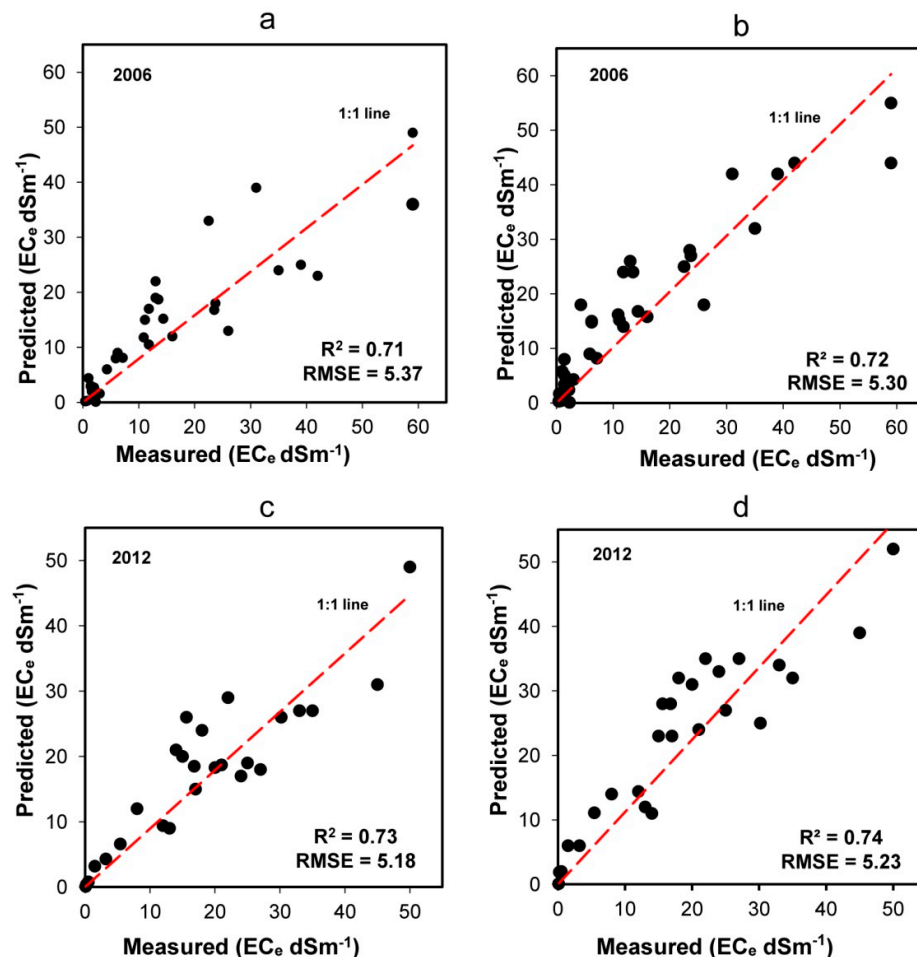 a
2006
1:1 line
R² = 0.71
RMSE = 5.37
Predicted (ECe dSm⁻¹)
60
50
40
30
20
10
0
0 10 20 30 40 50 60
Measured (ECe dSm⁻¹)
b
2006
1:1 line
R² = 0.72
RMSE = 5.30
Predicted (ECe dSm⁻¹)
60
50
40
30
20
10
0
0 10 20 30 40 50 60
Measured (ECe dSm⁻¹)
c
2012
1:1 line
R² = 0.73
RMSE = 5.18
Predicted (ECe dSm⁻¹)
50
40
30
20
10
0
0 10 20 30 40 50
Measured (ECe dSm⁻¹)
d
2012
1:1 line
R² = 0.74
RMSE = 5.23
Predicted (ECe dSm⁻¹)
50
40
30
20
10
0
0 10 20 30 40 50
Measured (ECe dSm⁻¹)